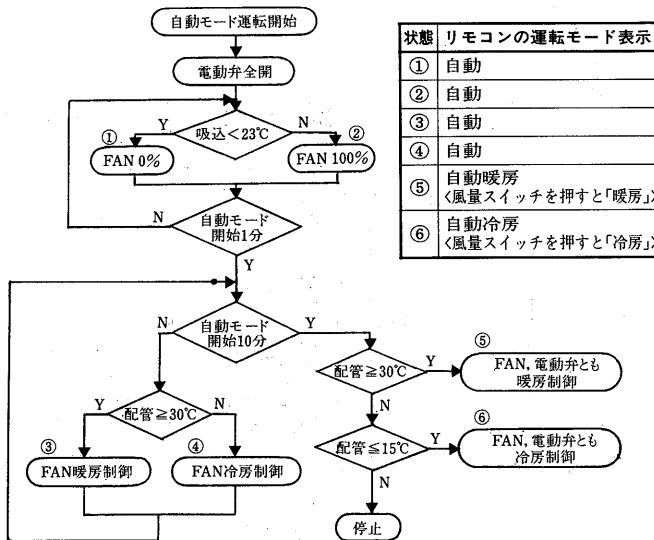 自動モード運転開始
電動弁全開
吸込<23℃
Y
N
①
②
FAN 0%
FAN 100%
自動モード
開始1分
N
Y
自動モード
開始10分
N
Y
配管≧30℃
Y
N
③
④
FAN暖房制御
FAN冷房制御
配管≧30℃
Y
N
⑤
FAN,電動弁とも
暖房制御
配管≦15℃
Y
N
⑥
FAN,電動弁とも
冷房制御
停止
状態 リモコンの運転モード表示
① 自動
② 自動
③ 自動
④ 自動
⑤ 自動暖房
〈風量スイッチを押すと「暖房」〉
⑥ 自動冷房
〈風量スイッチを押すと「冷房」〉